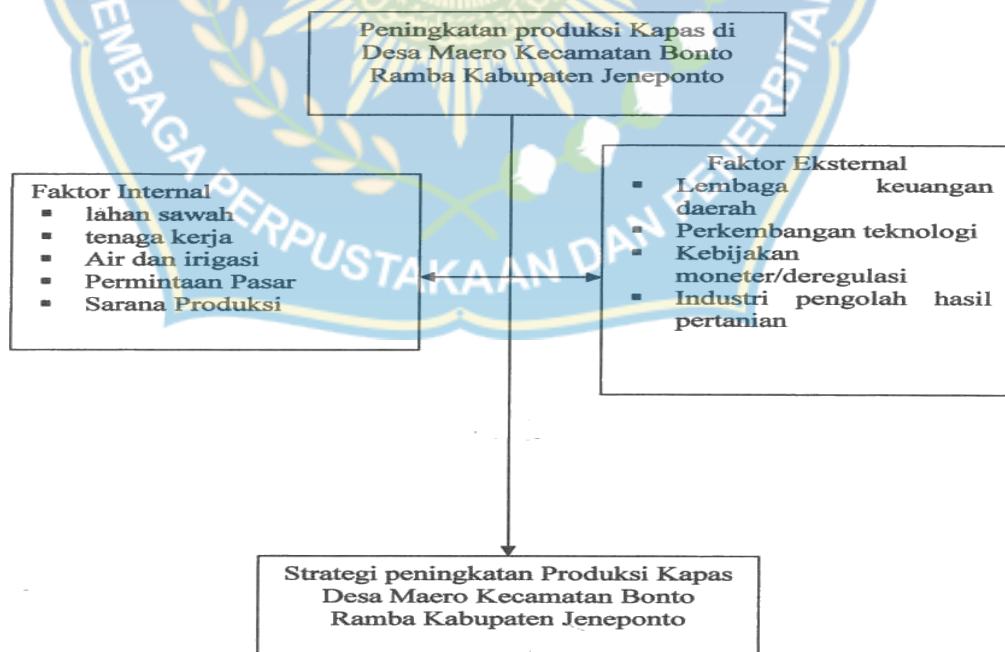 Peningkatan produksi Kapas di
Desa Maero Kecamatan Bonto
Ramba Kabupaten Jeneponto
Faktor Internal
▪ lahan sawah
▪ tenaga kerja
▪ Air dan irigasi
▪ Permintaan Pasar
▪ Sarana Produksi
Faktor Eksternal
▪ Lembaga keuangan
daerah
▪ Perkembangan teknologi
▪ Kebijakan
moneter/deregulasi
▪ Industri pengolah hasil
pertanian
Strategi peningkatan Produksi Kapas
Desa Maero Kecamatan Bonto
Ramba Kabupaten Jeneponto
PERPUSTAKAAN DAN